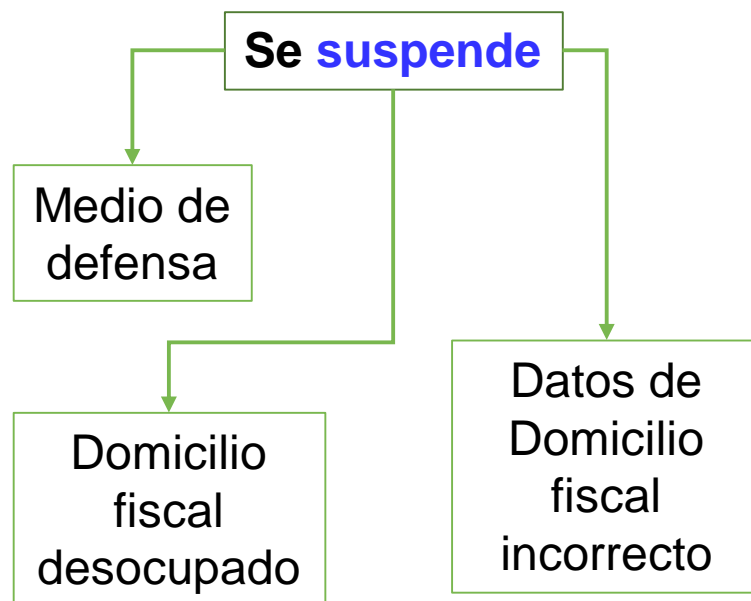 Se suspende
Medio de
defensa
Domicilio
fiscal
desocupado
Datos de
Domicilio
fiscal
incorrecto